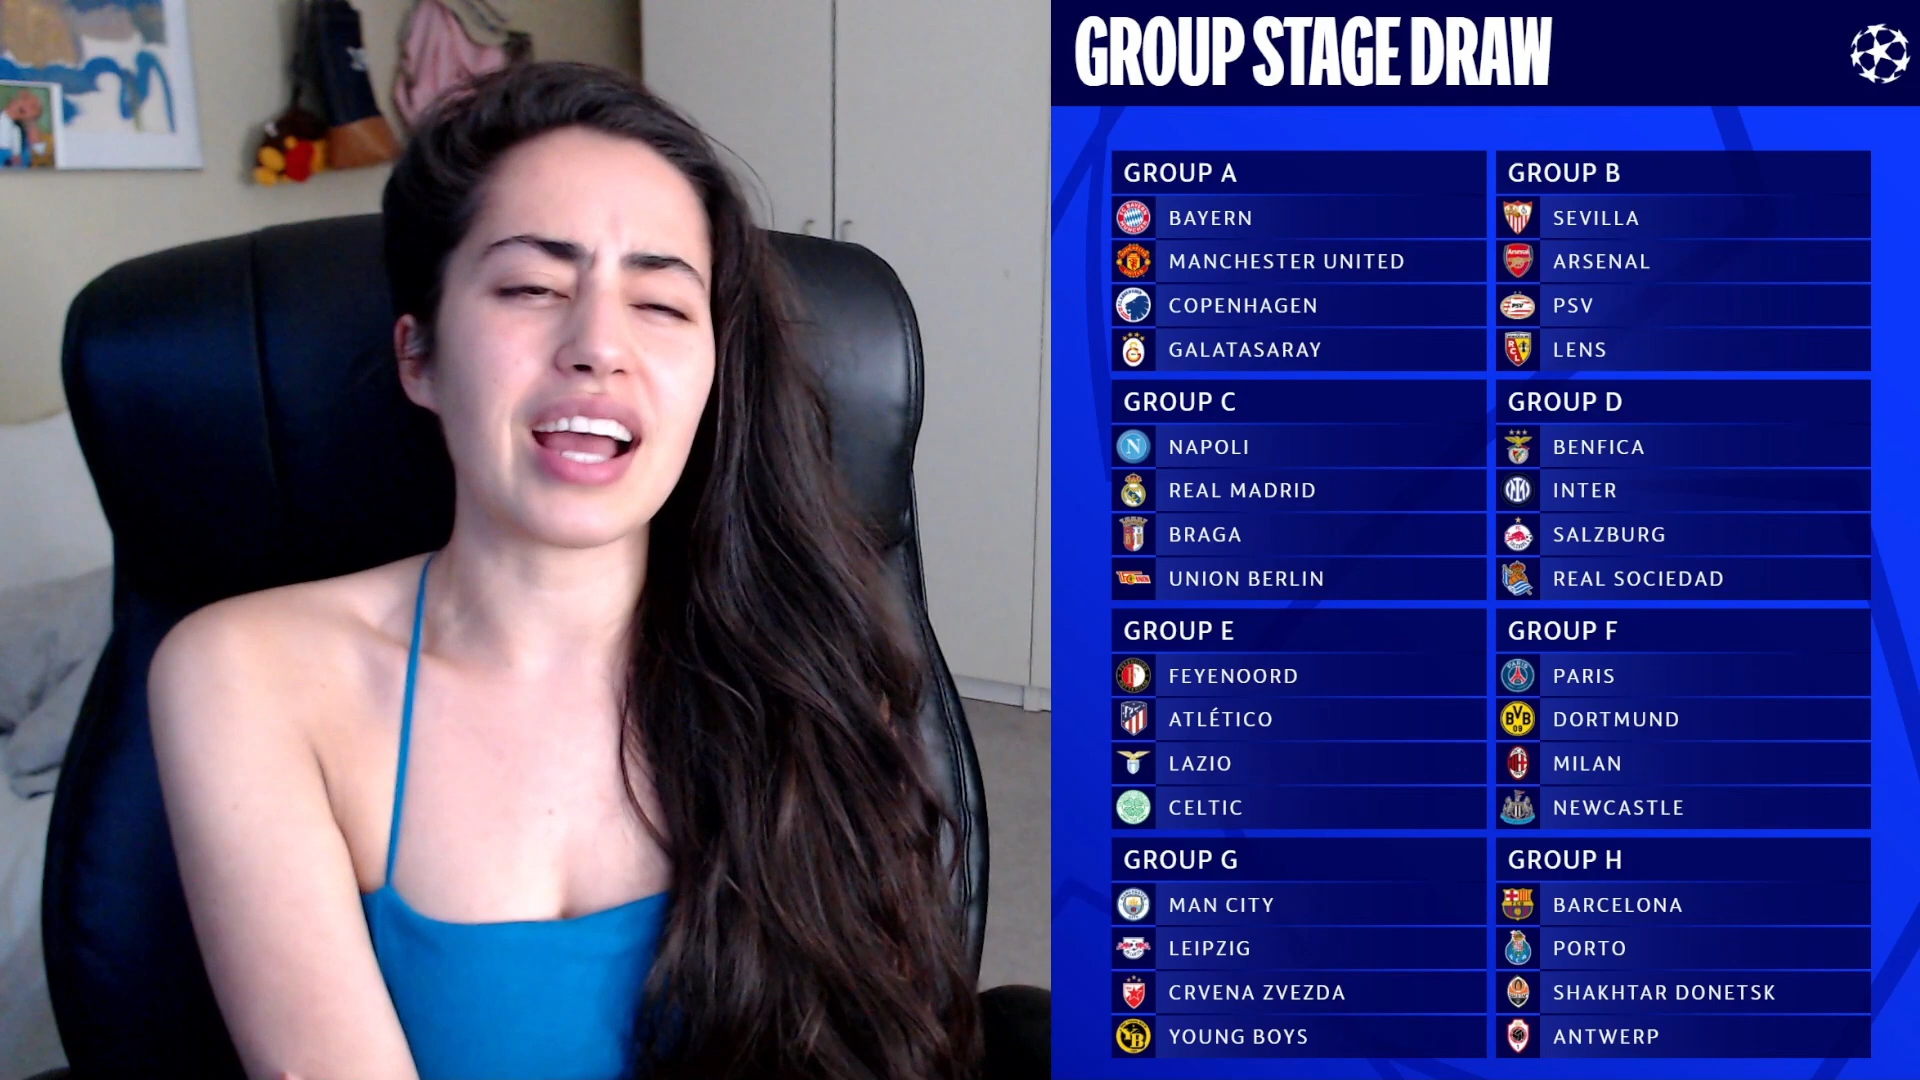 GROUP STAGE DRAW
GROUP A
BAYERN
MANCHESTER UNITED
COPENHAGEN
GALATASARAY
GROUP B
SEVILLA
ARSENAL
PSV
LENS
GROUP C
NAPOLI
REAL MADRID
BRAGA
UNION BERLIN
GROUP D
BENFICA
INTER
SALZBURG
REAL SOCIEDAD
GROUP E
FEYENOORD
ATLÉTICO
LAZIO
CELTIC
GROUP F
PARIS
DORTMUND
MILAN
NEWCASTLE
GROUP G
MAN CITY
LEIPZIG
CRVENA ZVEZDA
YOUNG BOYS
GROUP H
BARCELONA
PORTO
SHAKHTAR DONETSK
ANTWERP